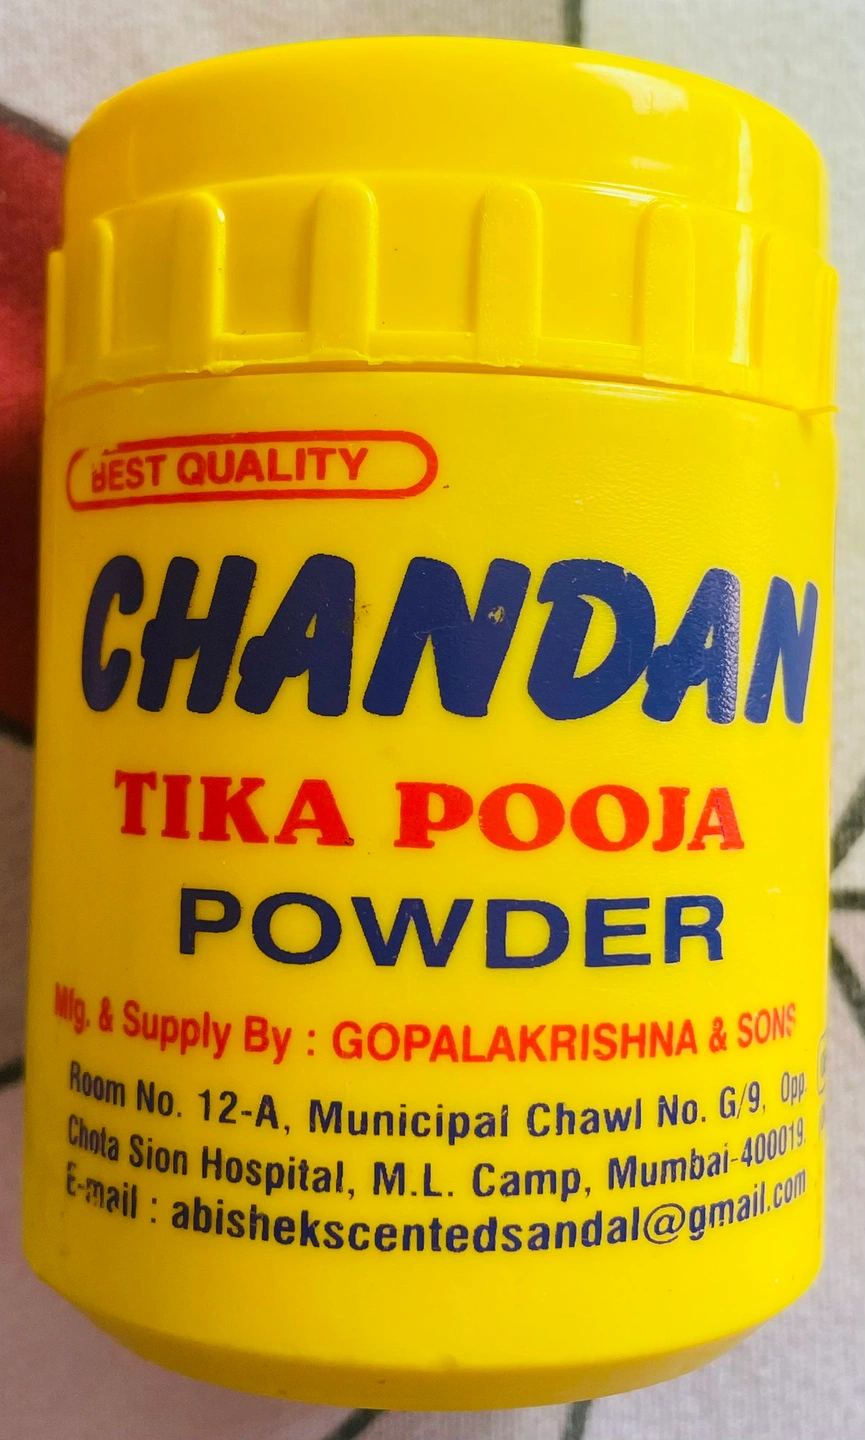 BEST QUALITY
CHANDAN
TIKA POOJA
POWDER
Mfg. & Supply By : GOPALAKRISHNA & SONS
Room No. 12-A, Municipal Chawl No. G/9, Opp.
Chota Sion Hospital, M.L. Camp, Mumbai-400019.
E-mail : abishekscentedsandal@gmail.com